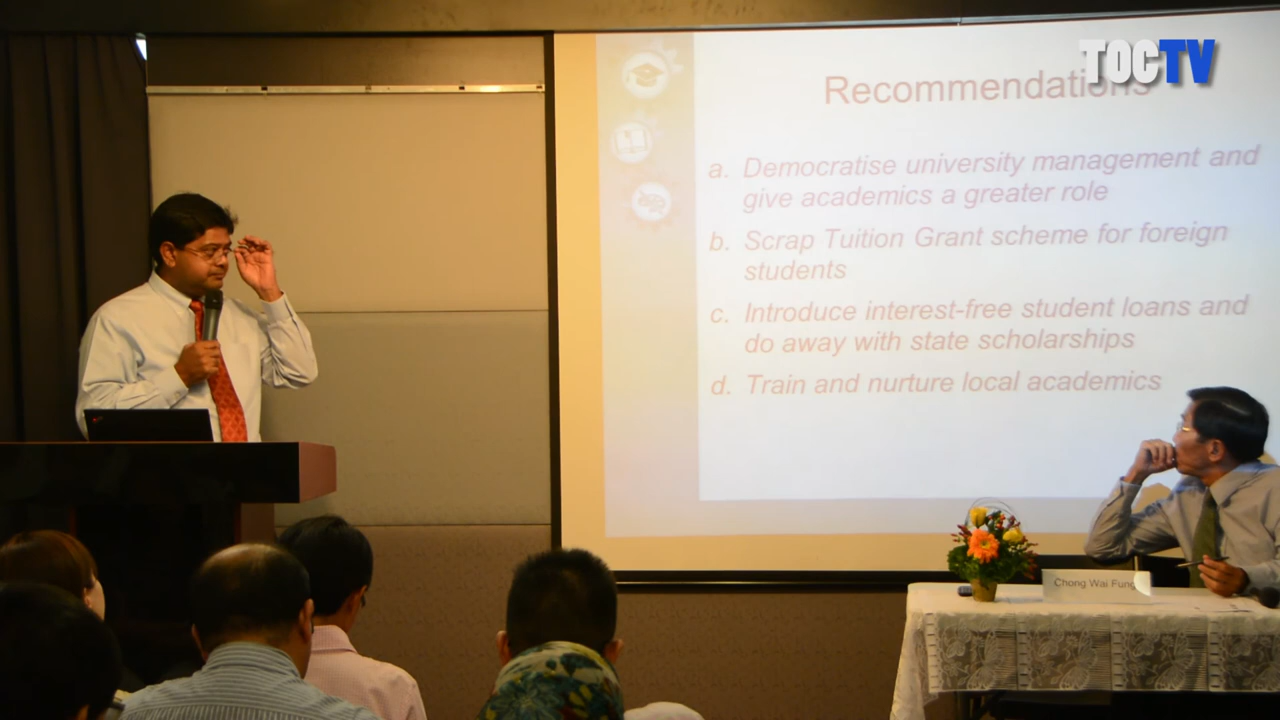 TOCTV
Recommendations
a. Democratise university management and
give academics a greater role
b. Scrap Tuition Grant scheme for foreign
students
c. Introduce interest-free student loans and
do away with state scholarships
d. Train and nurture local academics
Chong Wai Fung